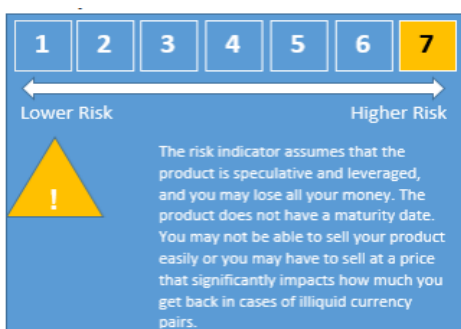 1 2 3 4 5 6 7
Lower Risk Higher Risk
!
The risk indicator assumes that the
product is speculative and leveraged,
and you may lose all your money. The
product does not have a maturity date.
You may not be able to sell your product
easily or you may have to sell at a price
that significantly impacts how much you
get back in cases of illiquid currency
pairs.